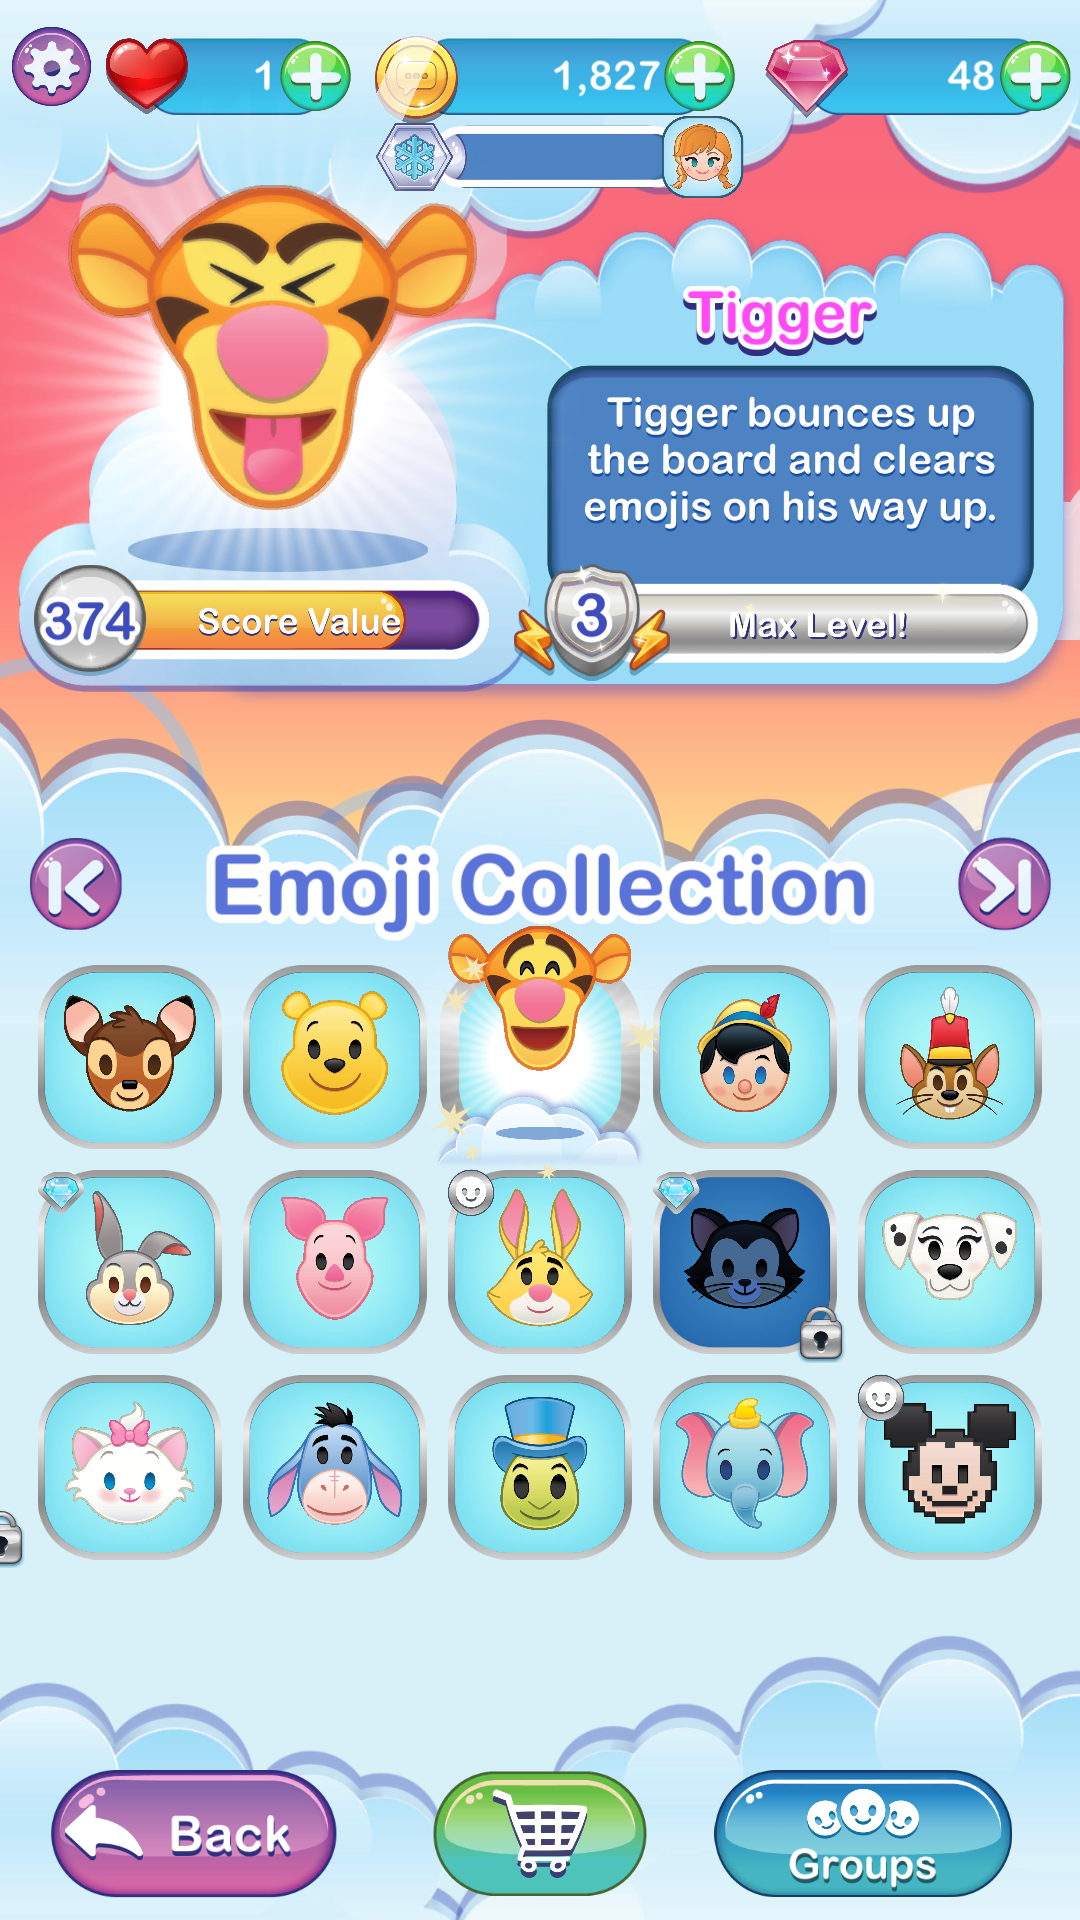 1
1,827
48
Tigger
Tigger bounces up
the board and clears
emojis on his way up.
374
Score Value
3
Max Level!
Emoji Collection
Back
Groups